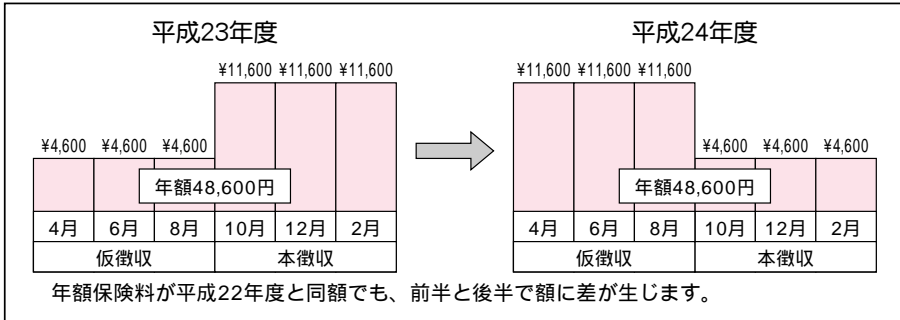 平成23年度
平成24年度
¥11,600 ¥11,600 ¥11,600
¥4,600 ¥4,600 ¥4,600
年額48,600円
4月 6月 8月 10月 12月 2月
仮徴収 本徴収
¥11,600 ¥11,600 ¥11,600
¥4,600 ¥4,600 ¥4,600
年額48,600円
4月 6月 8月 10月 12月 2月
仮徴収 本徴収
年額保険料が平成22年度と同額でも、前半と後半で額に差が生じます。